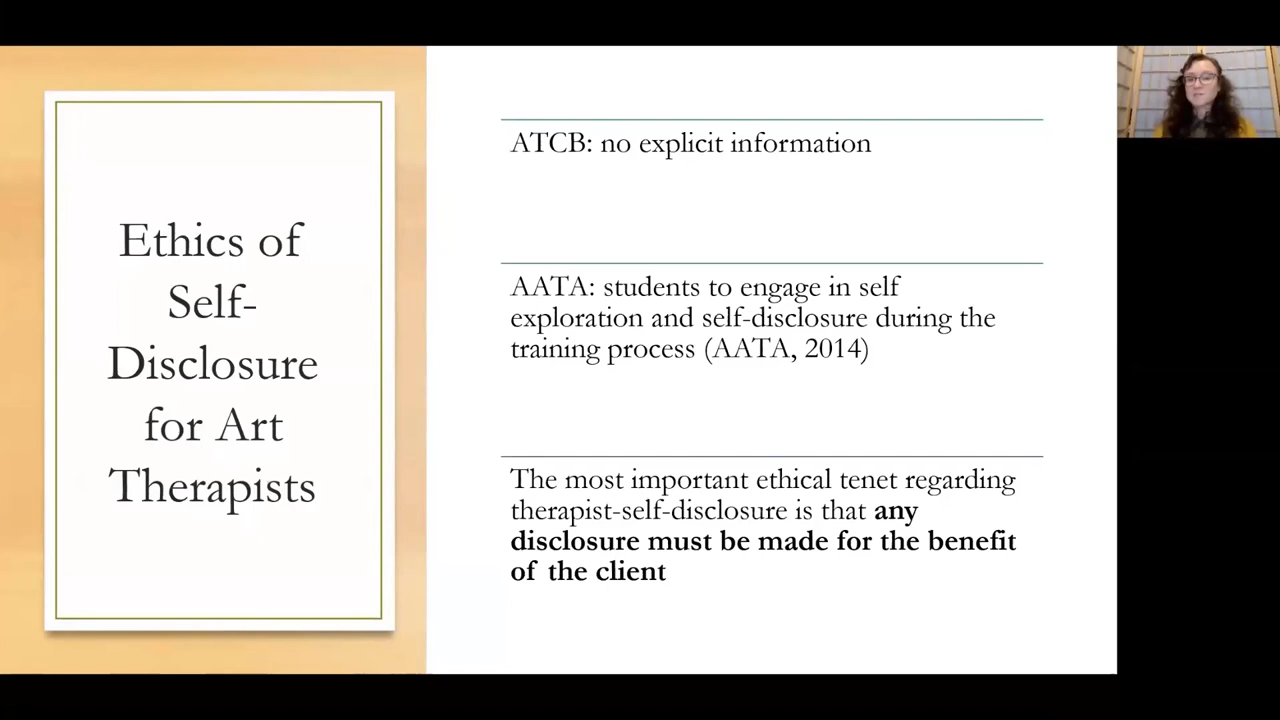 Ethics of
Self-
Disclosure
for Art
Therapists
ATCB: no explicit information
AATA: students to engage in self
exploration and self-disclosure during the
training process (AATA, 2014)
The most important ethical tenet regarding
therapist-self-disclosure is that any
disclosure must be made for the benefit
of the client